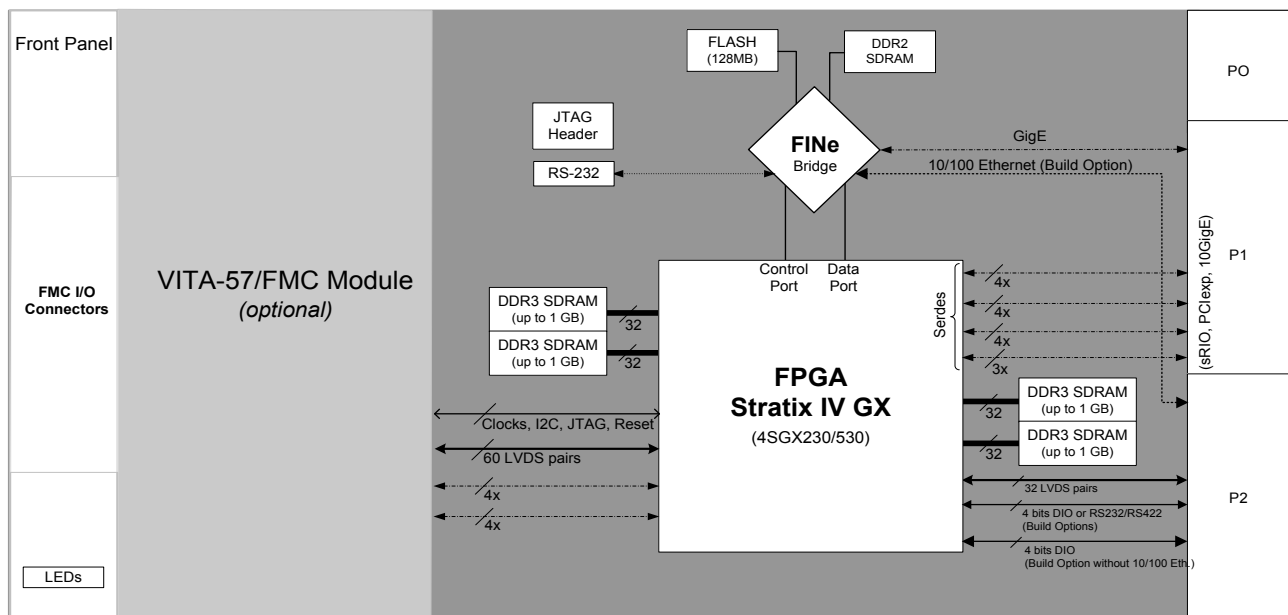 Front Panel
FMC I/O
Connectors
LEDs
VITA-57/FMC Module
(optional)
FLASH
(128MB)
DDR2
SDRAM
JTAG
Header
RS-232
FINe
Bridge
GigE
10/100 Ethernet (Build Option)
Control
Port
Data
Port
Serdes
4x
4x
4x
3x
DDR3 SDRAM
(up to 1 GB)
32
DDR3 SDRAM
(up to 1 GB)
32
FPGA
Stratix IV GX
(4SGX230/530)
Clocks, I2C, JTAG, Reset
60 LVDS pairs
4x
4x
32
DDR3 SDRAM
(up to 1 GB)
32
DDR3 SDRAM
(up to 1 GB)
32 LVDS pairs
4 bits DIO or RS232/RS422
(Build Options)
4 bits DIO
(Build Option without 10/100 Eth.)
PO
P1
(sRIO, PCIexp, 10GigE)
P2